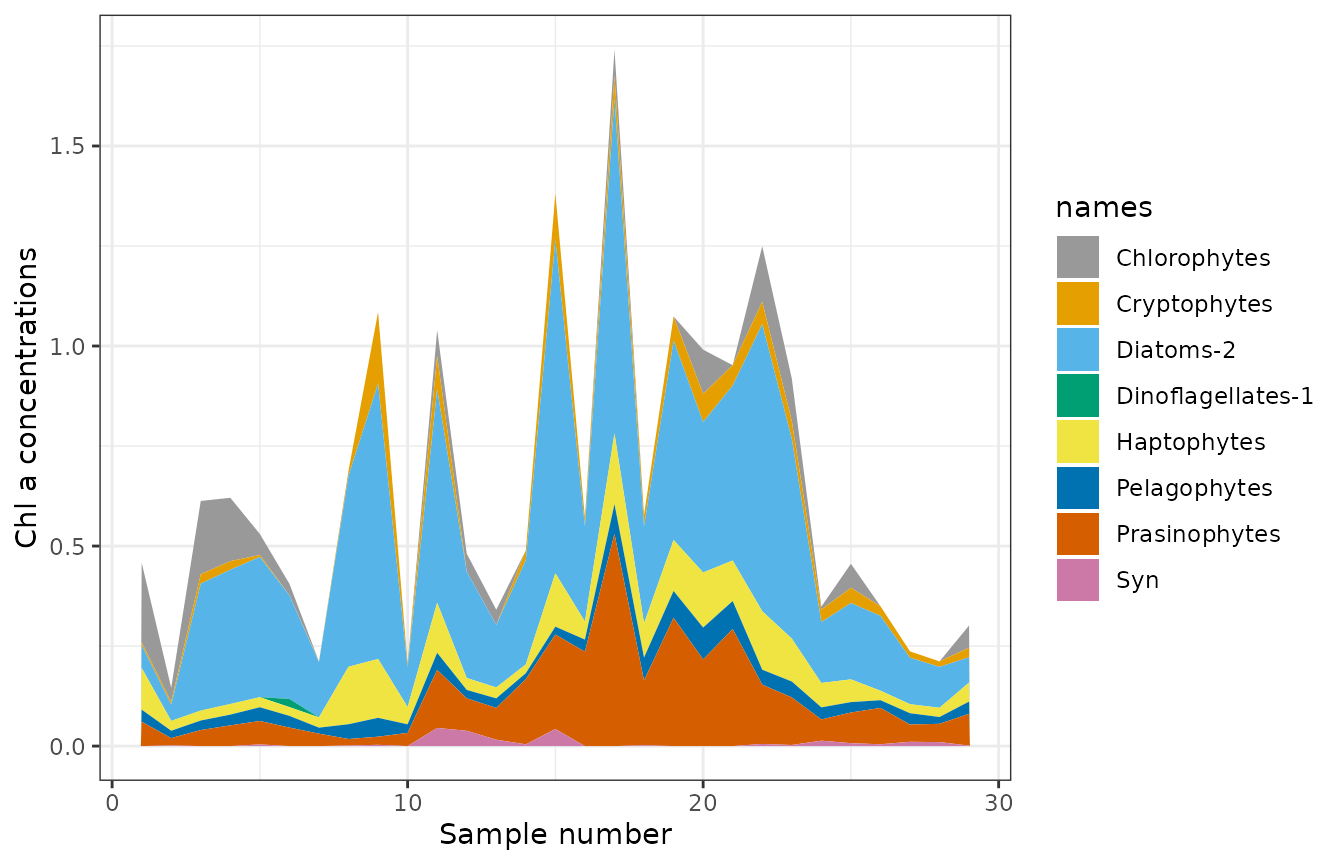 Chl a concentrations
1.5
1.0
0.5
0.0
0
10
20
30
Sample number
names
Chlorophytes
Cryptophytes
Diatoms-2
Dinoflagellates-1
Haptophytes
Pelagophytes
Prasinophytes
Syn